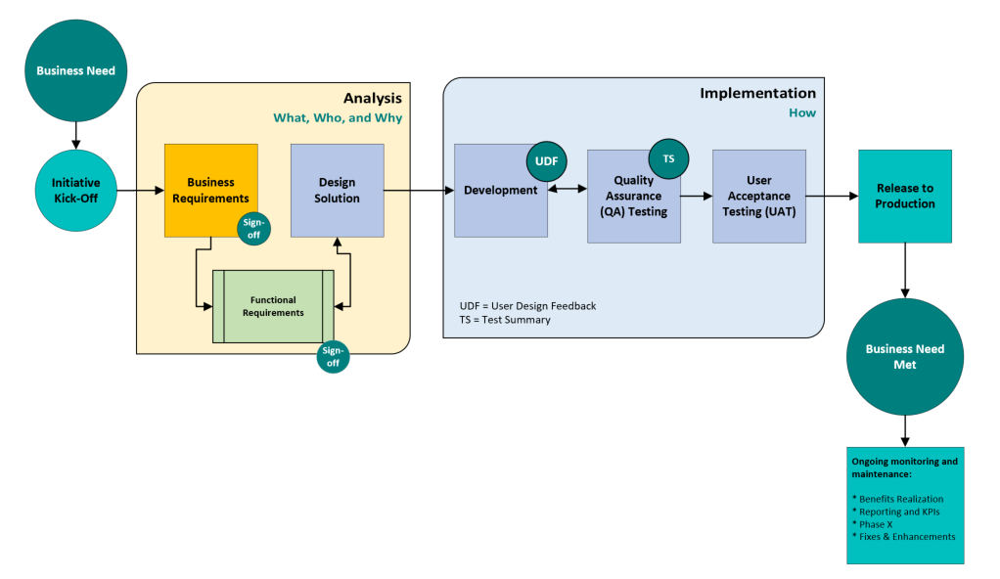 Business Need
Initiative
Kick-Off
Analysis
What, Who, and Why
Business
Requirements
Sign-
off
Design
Solution
Functional
Requirements
Sign-
off
Implementation
How
Development
UDF
Quality
Assurance
(QA) Testing
TS
User
Acceptance
Testing (UAT)
UDF = User Design Feedback
TS = Test Summary
Release to
Production
Business Need
Met
Ongoing monitoring and
maintenance:
* Benefits Realization
* Reporting and KPIs
* Phase X
* Fixes & Enhancements